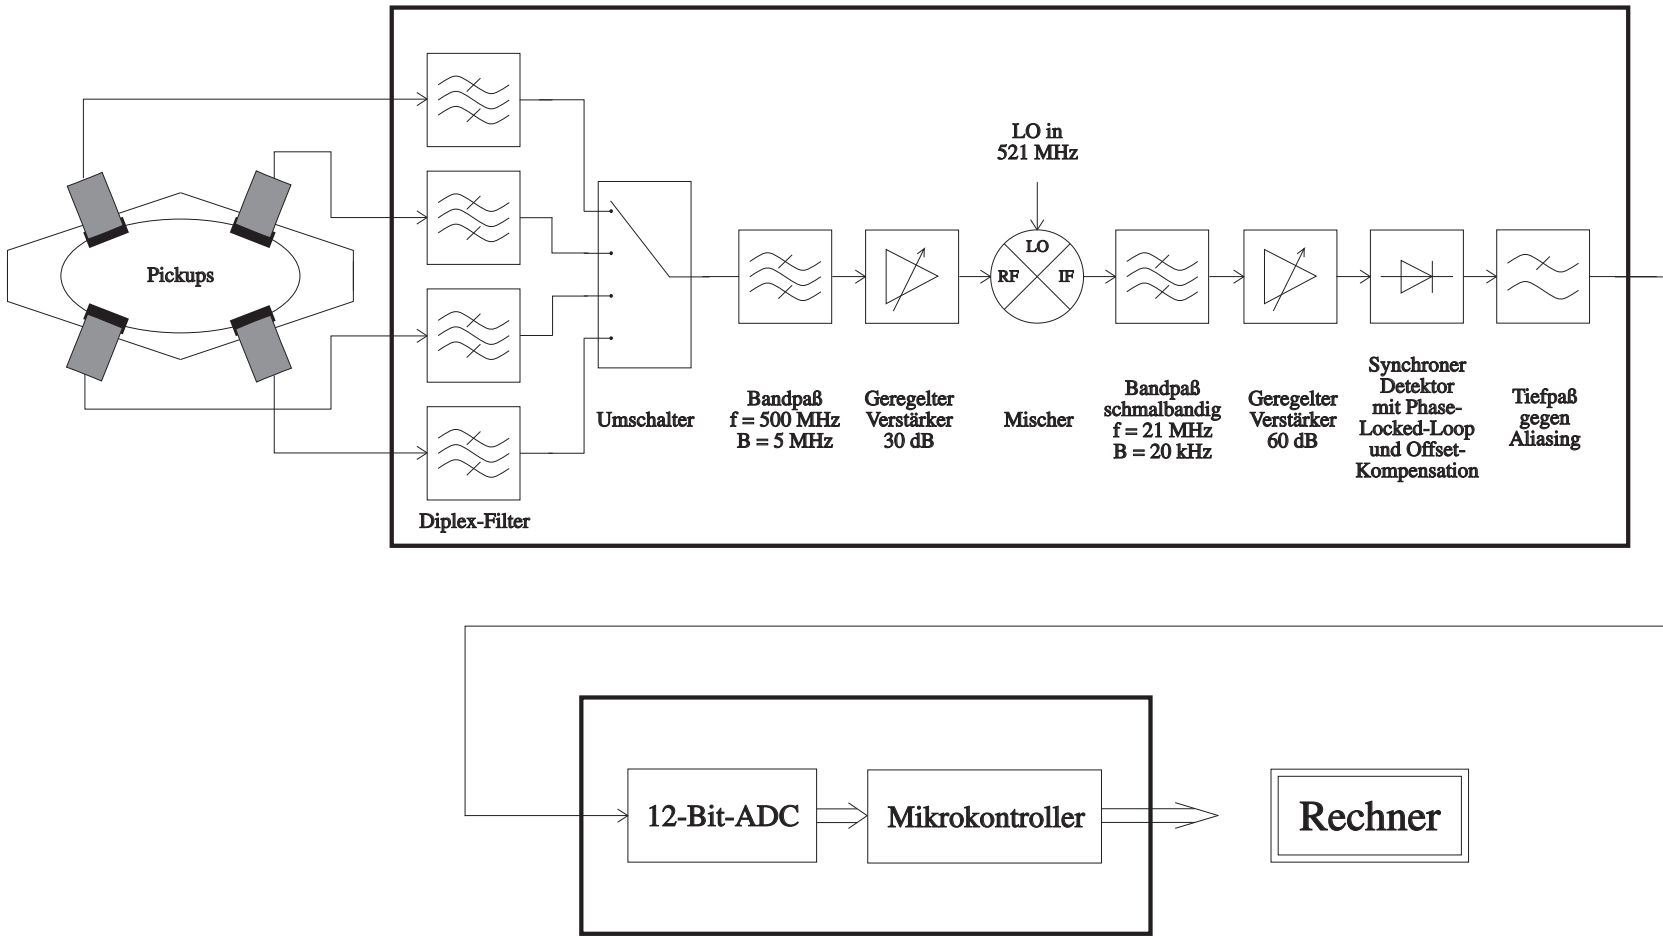 LO in
521 MHz
Pickups
LO
RF
IF
Umschalter
Bandpaß
f = 500 MHz
B = 5 MHz
Geregelter
Verstärker
30 dB
Mischer
Bandpaß
schmalbandig
f = 21 MHz
B = 20 kHz
Geregelter
Verstärker
60 dB
Synchroner
Detektor
mit Phase-
Locked-Loop
und Offset-
Kompensation
Tiefpaß
gegen
Aliasing
Diplex-Filter
12-Bit-ADC
Mikrokontroller
Rechner